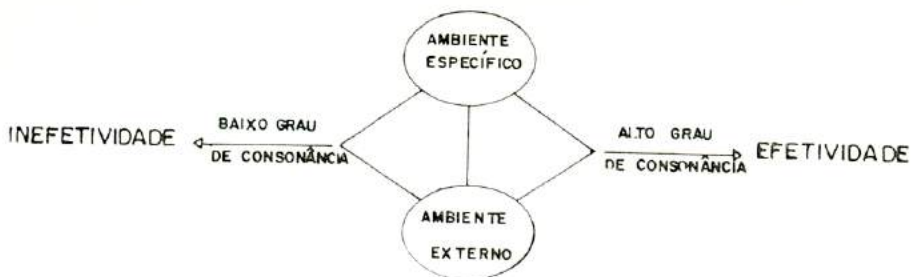 AMBIENTE
ESPECÍFICO
INEFETIVIDADE
BAIXO GRAU
DE CONSONÂNCIA
ALTO GRAU
DE CONSONÂNCIA
EFETIVIDADE
AMBIENTE
EXTERNO